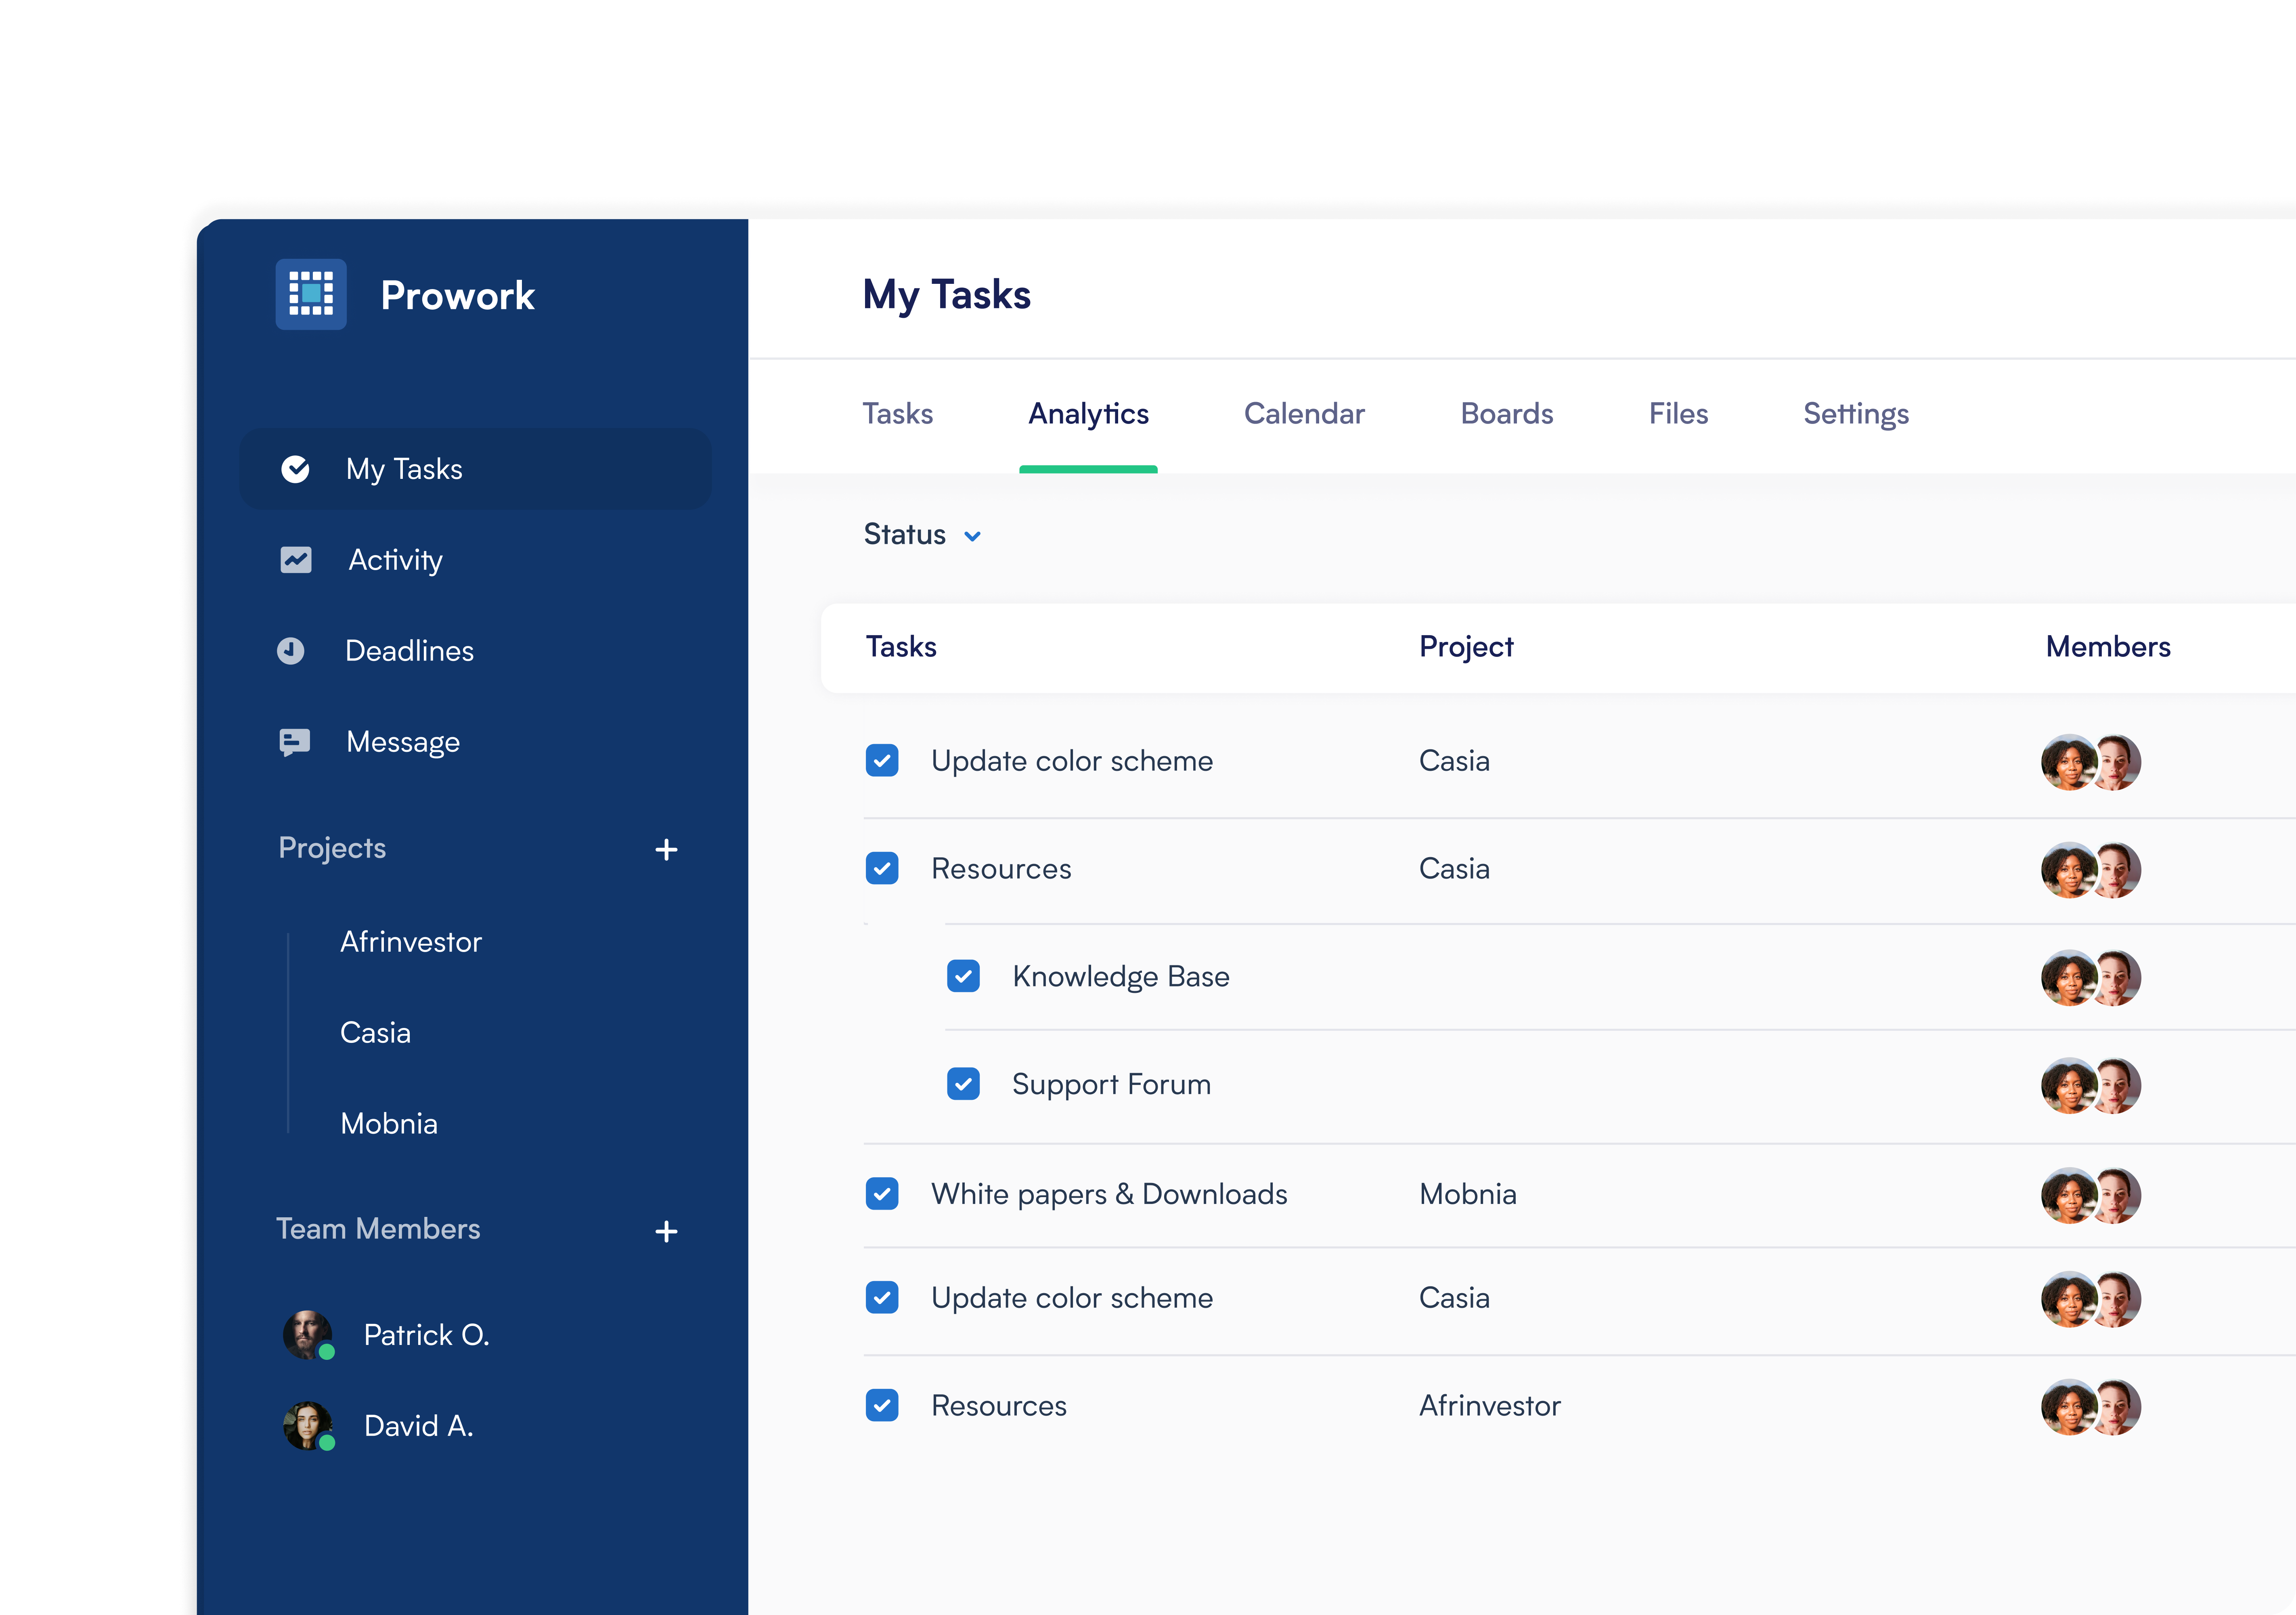 Prowork
My Tasks
Activity
Deadlines
Message
Projects
Afrinvestor
Casia
Mobnia
Team Members
Patrick O.
David A.
My Tasks
Tasks Analytics Calendar Boards Files Settings
Status
Tasks Project Members
Update color scheme Casia
Resources Casia
Knowledge Base
Support Forum
White papers & Downloads Mobnia
Update color scheme Casia
Resources Afrinvestor